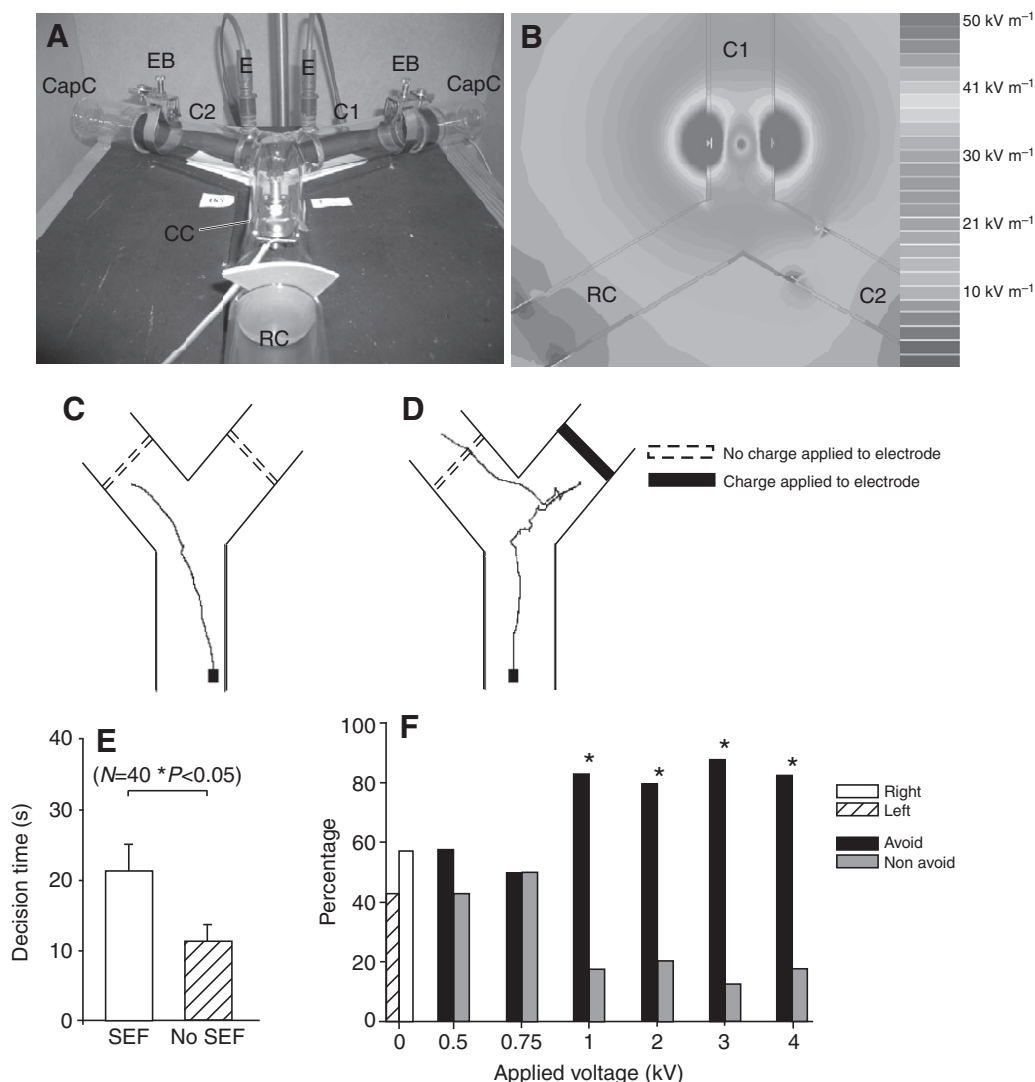 A
EB
E
E
EB
CapC
CapC
C2
C1
CC
RC
B
C1
RC
C2
50 kV m⁻¹
41 kV m⁻¹
30 kV m⁻¹
21 kV m⁻¹
10 kV m⁻¹
C
D
No charge applied to electrode
Charge applied to electrode
E
(N=40 *P<0.05)
Decision time (s)
40
30
20
10
0
SEF
No SEF
F
Percentage
100
80
60
40
20
0
*
*
*
*
0
0.5
0.75
1
2
3
4
Applied voltage (kV)
Right
Left
Avoid
Non avoid